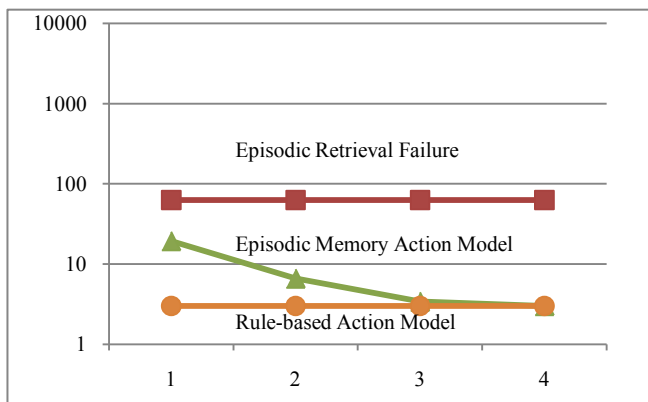 10000
1000
Episodic Retrieval Failure
100
Episodic Memory Action Model
10
Rule-based Action Model
1
1 2 3 4